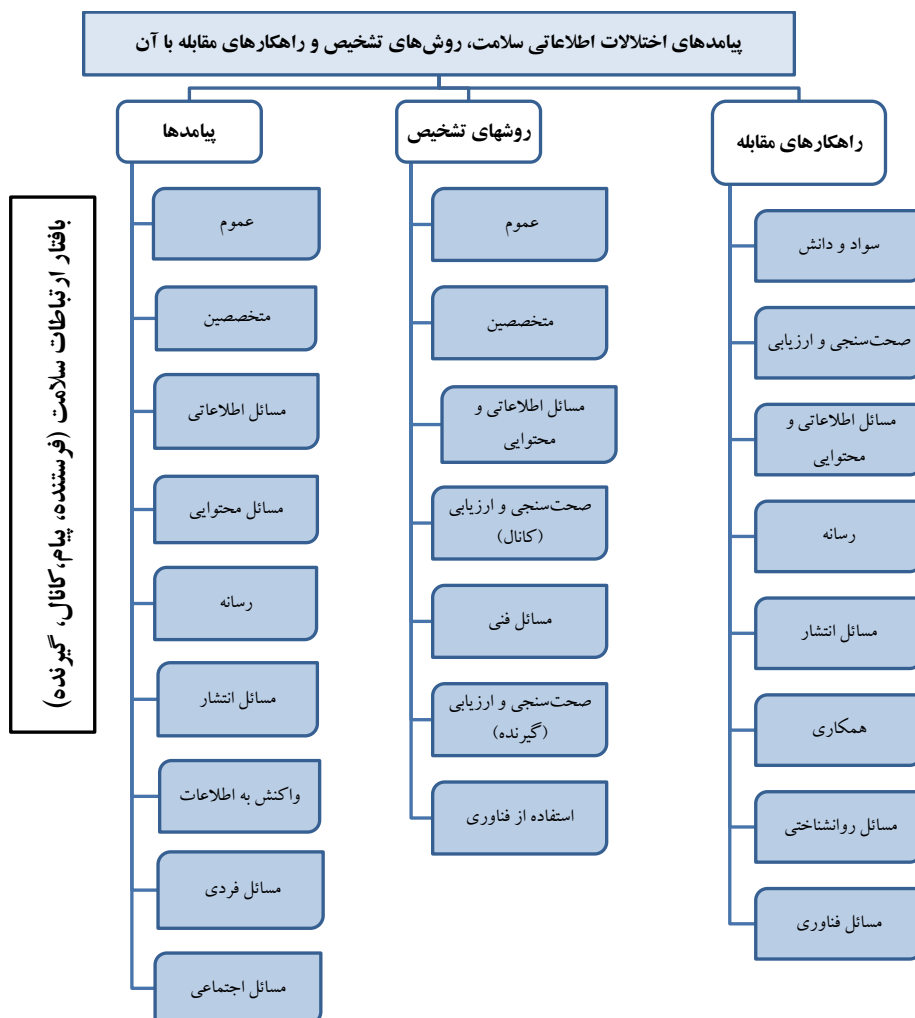 پیامدهای اختلالات اطلاعاتی سلامت، روش‌های تشخیص و راهکارهای مقابله با آن
راهکارهای مقابله
سواد و دانش
صحت‌سنجی و ارزیابی
مسائل اطلاعاتی و
محتوایی
رسانه
مسائل انتشار
همکاری
مسائل روانشناختی
مسائل فناوری
روشهای تشخیص
عموم
متخصصین
مسائل اطلاعاتی و
محتوایی
صحت‌سنجی و ارزیابی
(کانال)
مسائل فنی
صحت‌سنجی و ارزیابی
(گیرنده)
استفاده از فناوری
پیامدها
عموم
متخصصین
مسائل اطلاعاتی
مسائل محتوایی
رسانه
مسائل انتشار
واکنش به اطلاعات
مسائل فردی
مسائل اجتماعی
بافتار ارتباطات سلامت (فرستنده، پیام، کانال، گیرنده)